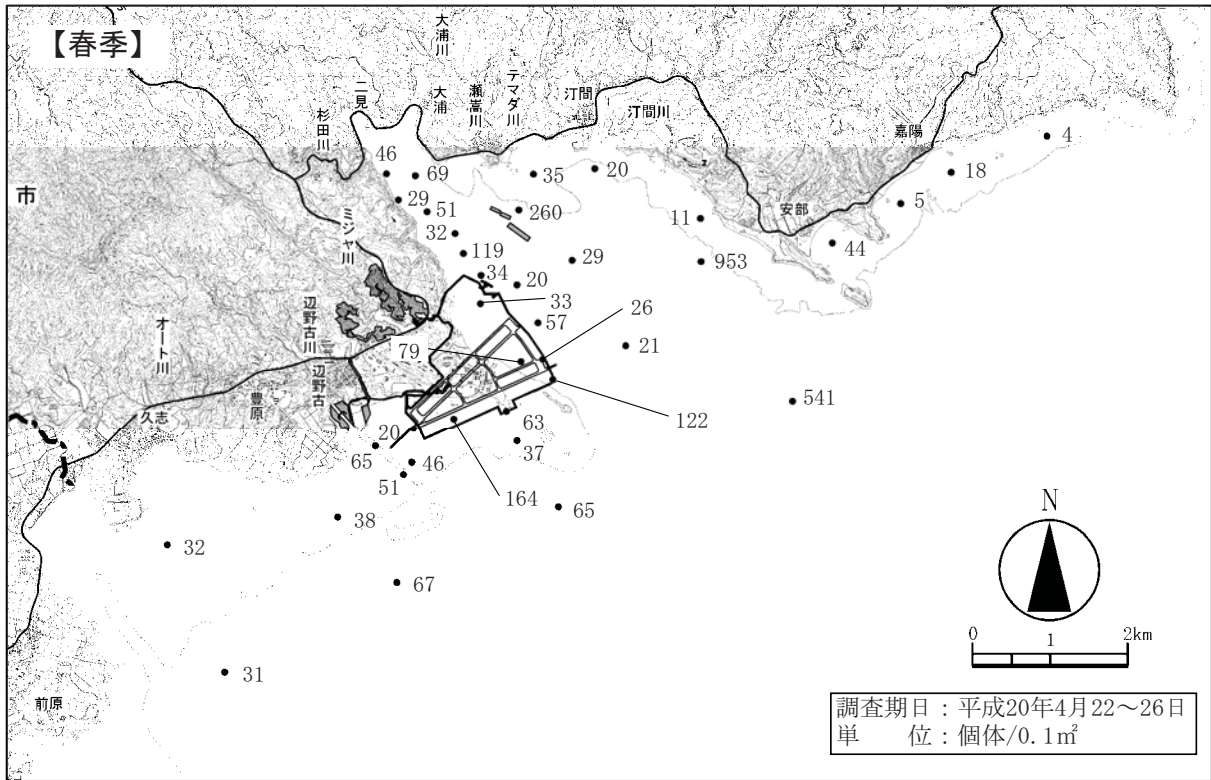 【春季】
大浦川
テマダ川
瀬嵩川
大浦
二見
杉田川
汀間
汀間川
嘉陽
安部
市
ミジャ川
辺野古川
オート川
辺野古
豊原
久志
前原
4
18
5
44
46
69
35
20
29
51
260
11
32
119
29
953
34
20
33
26
57
79
21
541
122
63
20
37
65
46
51
164
65
38
32
67
31
N
0 1 2km
調査期日：平成20年4月22～26日
単　位：個体/0.1㎡